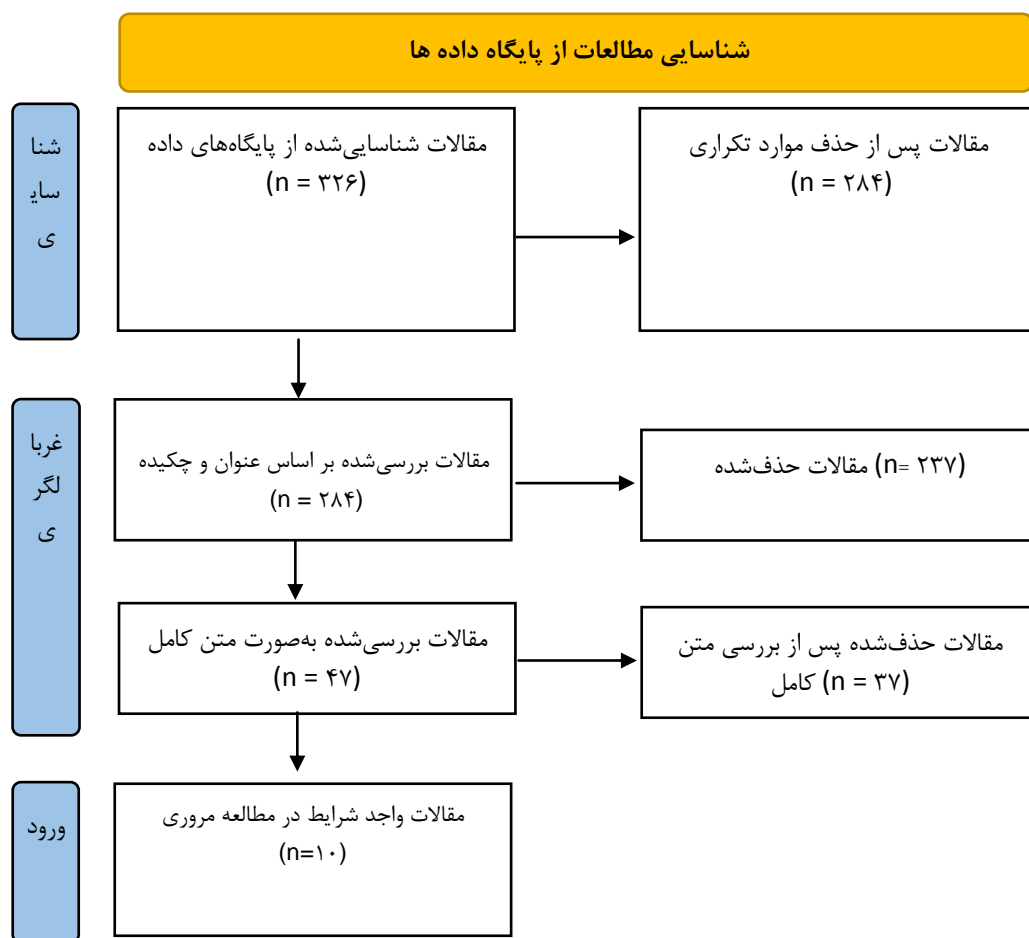 شناسایی مطالعات از پایگاه داده ها
شنا
سای
ی
مقالات شناسایی‌شده از پایگاه‌های داده
(n = ۳۲۶)
مقالات پس از حذف موارد تکراری
(n = ۲۸۴)
غربا
لگر
ی
مقالات بررسی‌شده بر اساس عنوان و چکیده
(n = ۲۸۴)
مقالات حذف‌شده (n= ۲۳۷)
مقالات بررسی‌شده به‌صورت متن کامل
(n = ۴۷)
مقالات حذف‌شده پس از بررسی متن
کامل (n = ۳۷)
ورود
مقالات واجد شرایط در مطالعه مروری
(n=۱۰)